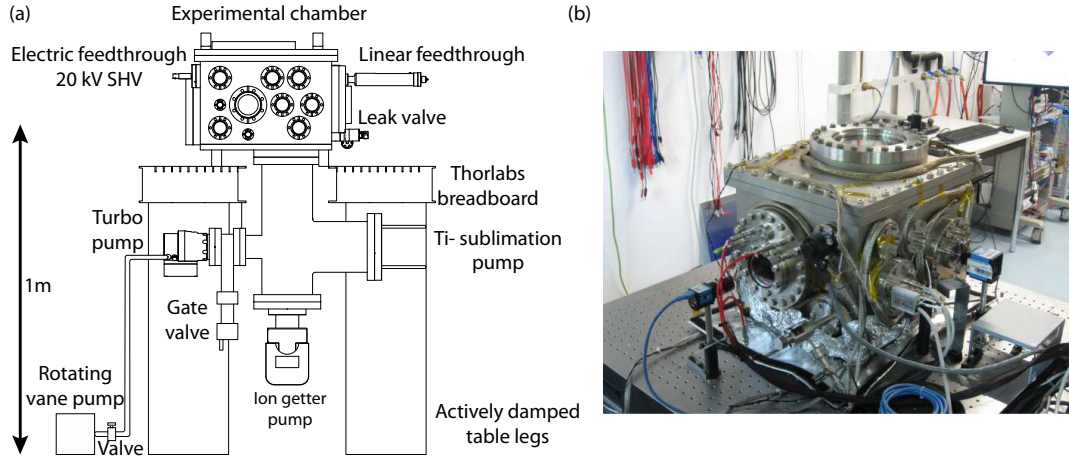 (a)
Experimental chamber
Electric feedthrough
20 kV SHV
Linear feedthrough
Leak valve
Thorlabs
breadboard
Turbo
pump
Ti- sublimation
pump
1m
Gate
valve
Rotating
vane pump
Ion getter
pump
Valve
Actively damped
table legs
(b)